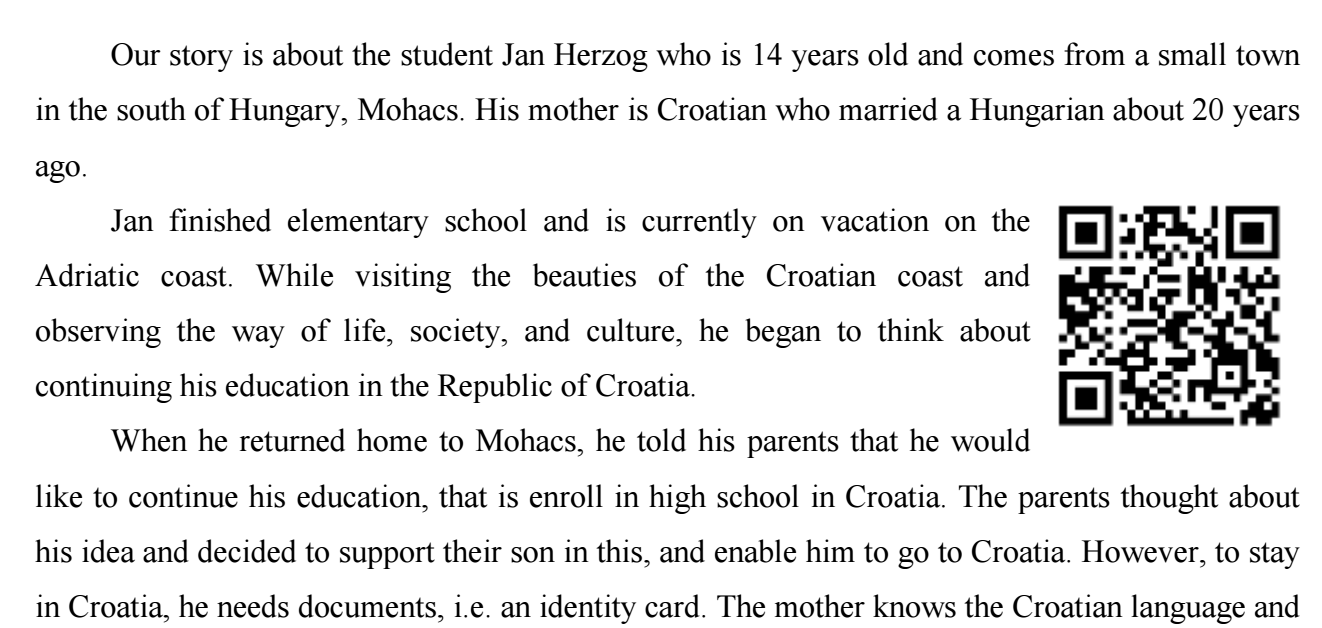 Our story is about the student Jan Herzog who is 14 years old and comes from a small town
in the south of Hungary, Mohacs. His mother is Croatian who married a Hungarian about 20 years
ago.
Jan finished elementary school and is currently on vacation on the
Adriatic coast. While visiting the beauties of the Croatian coast and
observing the way of life, society, and culture, he began to think about
continuing his education in the Republic of Croatia.
When he returned home to Mohacs, he told his parents that he would
like to continue his education, that is enroll in high school in Croatia. The parents thought about
his idea and decided to support their son in this, and enable him to go to Croatia. However, to stay
in Croatia, he needs documents, i.e. an identity card. The mother knows the Croatian language and